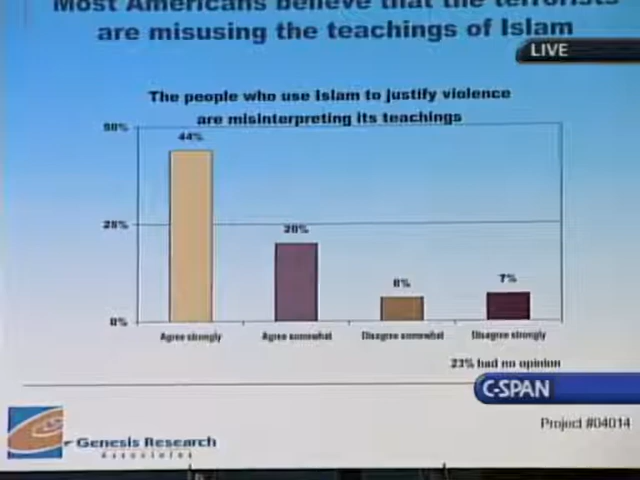 Most Americans believe that the terrorists
are misusing the teachings of Islam
LIVE
The people who use Islam to justify violence
are misinterpreting its teachings
50%
44%
25%
20%
7%
0%
Agree strongly
Agree somewhat
Disagree somewhat
Disagree strongly
23% had no opinion
C-SPAN
Project #04014
Genesis Research
Associates